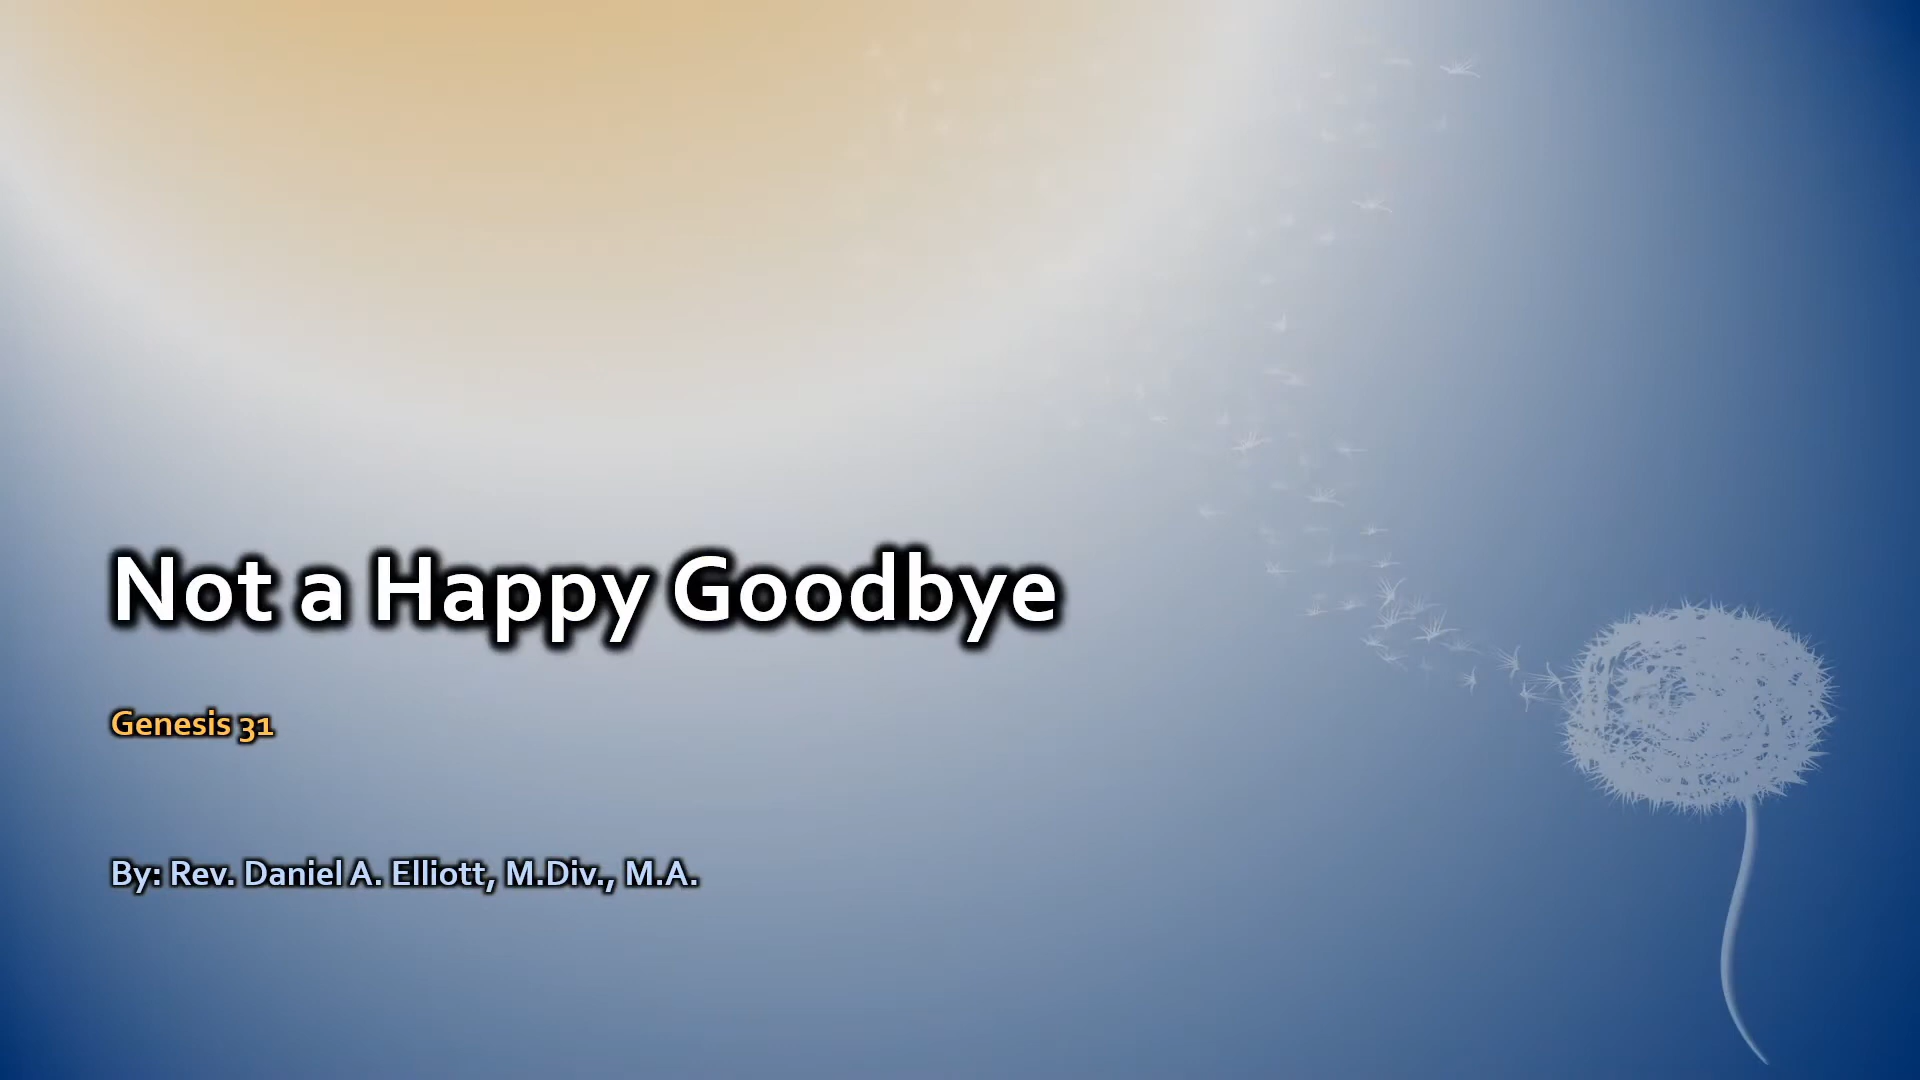 Not a Happy Goodbye
Genesis 31
By: Rev. Daniel A. Elliott, M.Div., M.A.